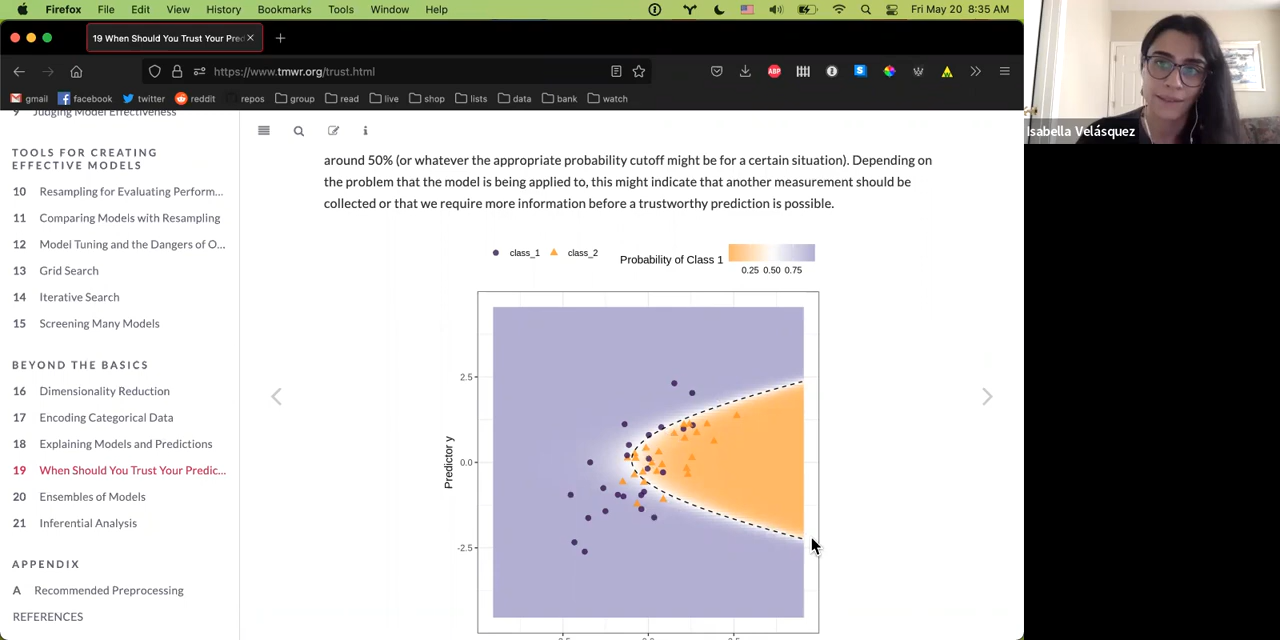 Firefox File Edit View History Bookmarks Tools Window Help Fri May 20 8:35 AM
19 When Should You Trust Your Pred
https://www.tmwr.org/trust.html
ABP
gmail facebook twitter reddit repos group read live shop lists data bank watch
9 Judging Model Effectiveness
TOOLS FOR CREATING
EFFECTIVE MODELS
10 Resampling for Evaluating Perform...
11 Comparing Models with Resampling
12 Model Tuning and the Dangers of O...
13 Grid Search
14 Iterative Search
15 Screening Many Models
BEYOND THE BASICS
16 Dimensionality Reduction
17 Encoding Categorical Data
18 Explaining Models and Predictions
19 When Should You Trust Your Predic...
20 Ensembles of Models
21 Inferential Analysis
APPENDIX
A Recommended Preprocessing
REFERENCES
around 50% (or whatever the appropriate probability cutoff might be for a certain situation). Depending on
the problem that the model is being applied to, this might indicate that another measurement should be
collected or that we require more information before a trustworthy prediction is possible.
class_1 class_2 Probability of Class 1
0.25 0.50 0.75
2.5
0.0
-2.5
Predictor y
Isabella Velásquez